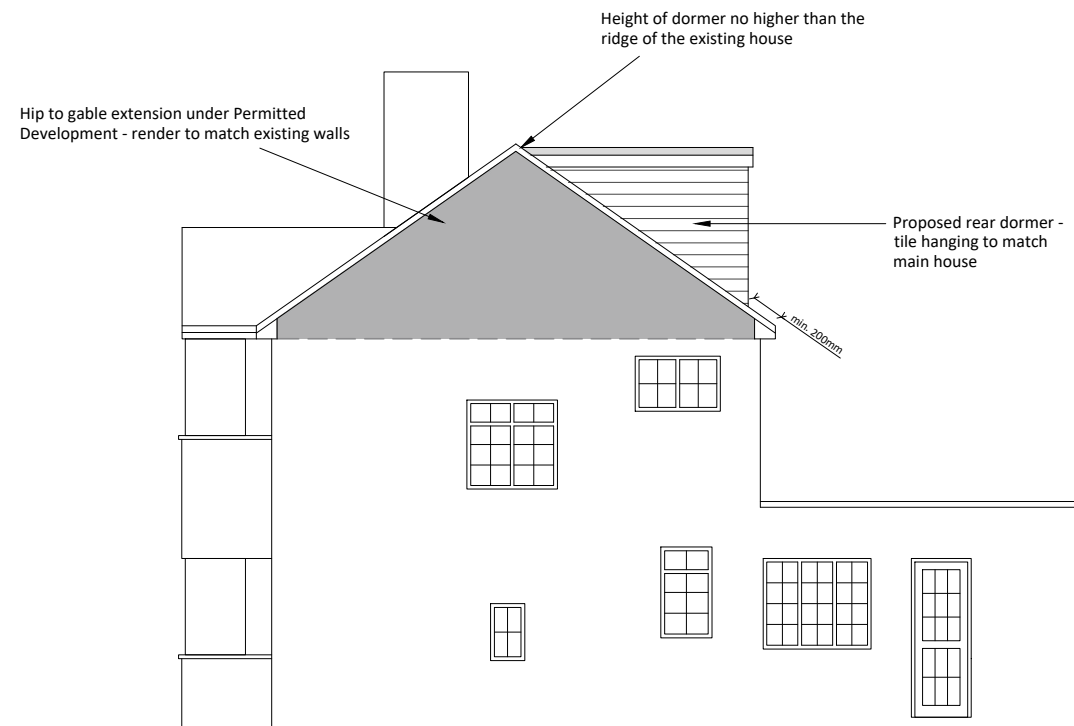 Height of dormer no higher than the
ridge of the existing house
Hip to gable extension under Permitted
Development - render to match existing walls
Proposed rear dormer -
tile hanging to match
main house
min. 200mm